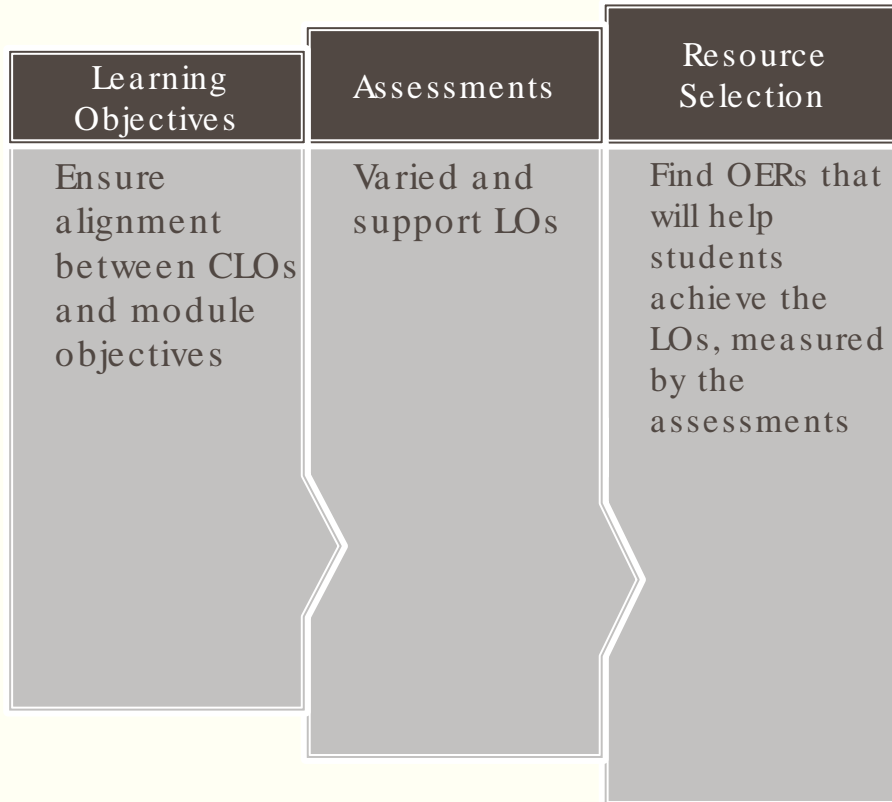 Learning
Objectives
Ensure
alignment
between CLOs
and module
objectives
Assessments
Varied and
support LOs
Resource
Selection
Find OERs that
will help
students
achieve the
LOs, measured
by the
assessments